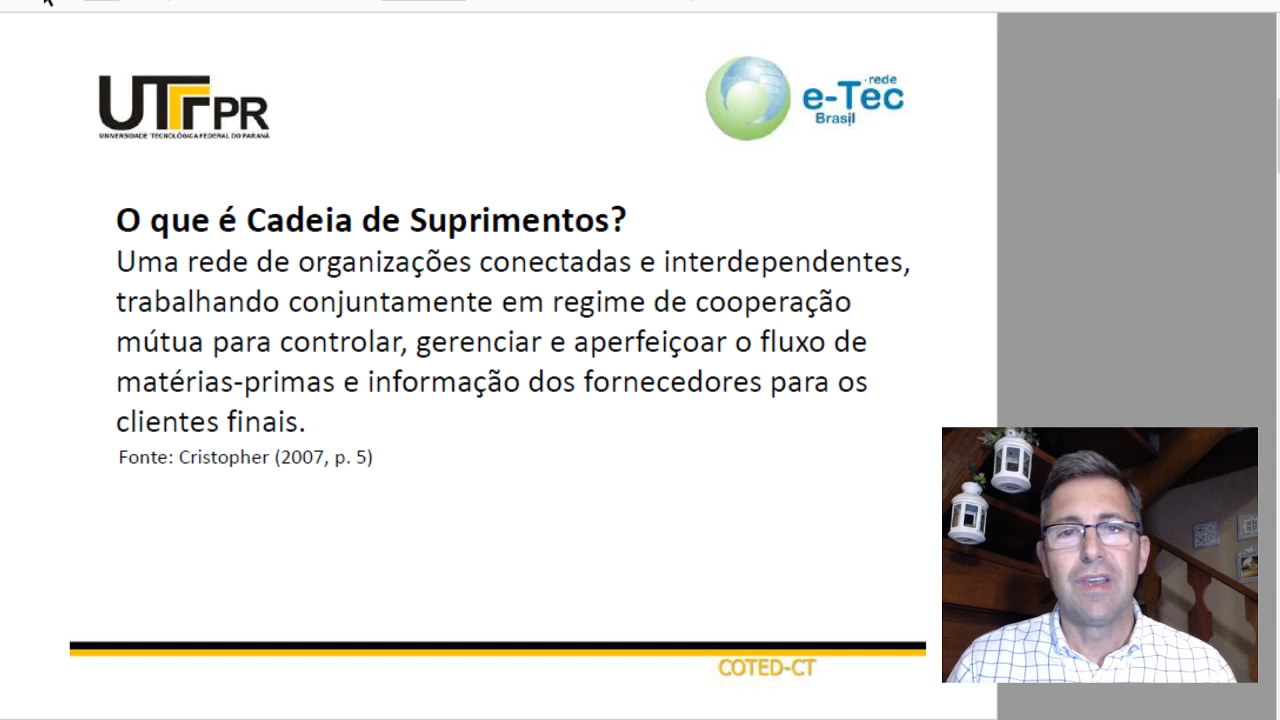 UTFPR
UNIVERSIDADE TECNOLÓGICA FEDERAL DO PARANÁ
rede
e-Tec
Brasil
O que é Cadeia de Suprimentos?
Uma rede de organizações conectadas e interdependentes,
trabalhando conjuntamente em regime de cooperação
mútua para controlar, gerenciar e aperfeiçoar o fluxo de
matérias-primas e informação dos fornecedores para os
clientes finais.
Fonte: Cristopher (2007, p. 5)
COTED-CT